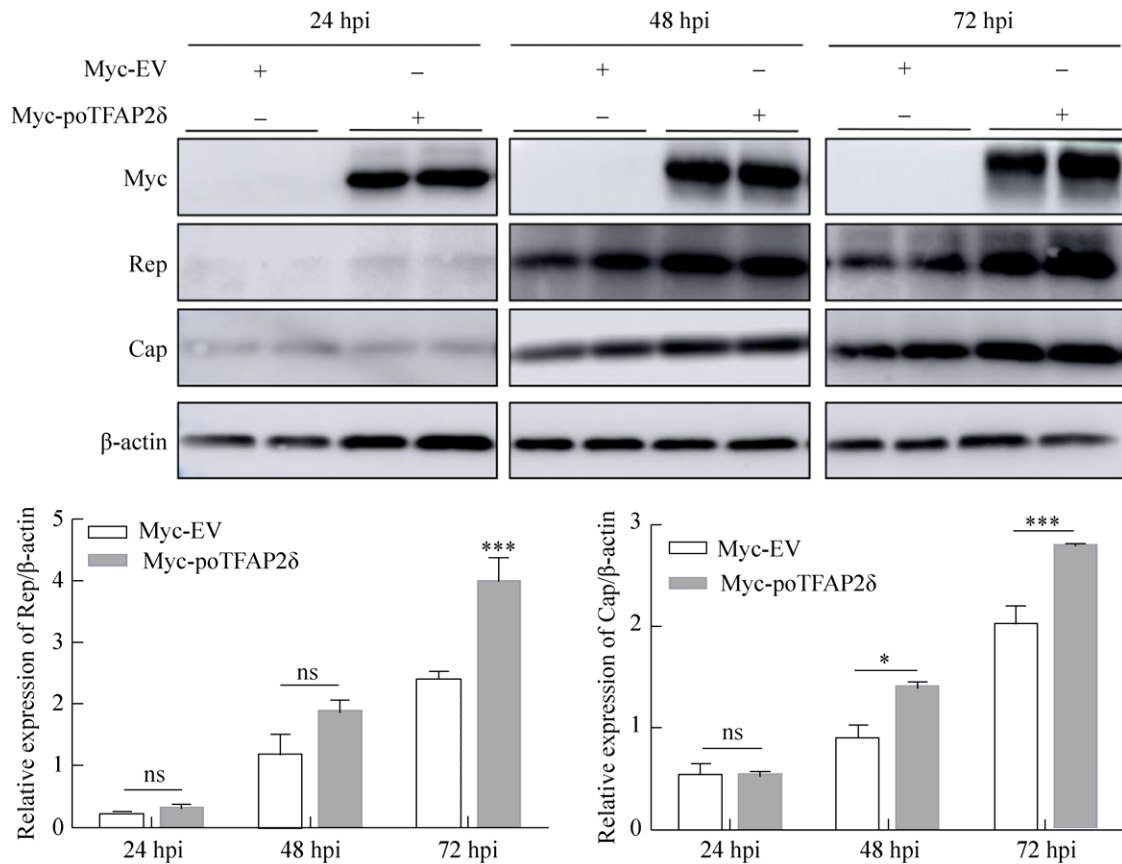 24 hpi 48 hpi 72 hpi
Myc-EV + − + − + −
Myc-poTFAP2δ − + − + − +
Myc
Rep
Cap
β-actin
Relative expression of Rep/β-actin
5
4
3
2
1
0
Myc-EV
Myc-poTFAP2δ
ns
ns
***
24 hpi 48 hpi 72 hpi
Relative expression of Cap/β-actin
3
2
1
0
Myc-EV
Myc-poTFAP2δ
ns
*
***
24 hpi 48 hpi 72 hpi